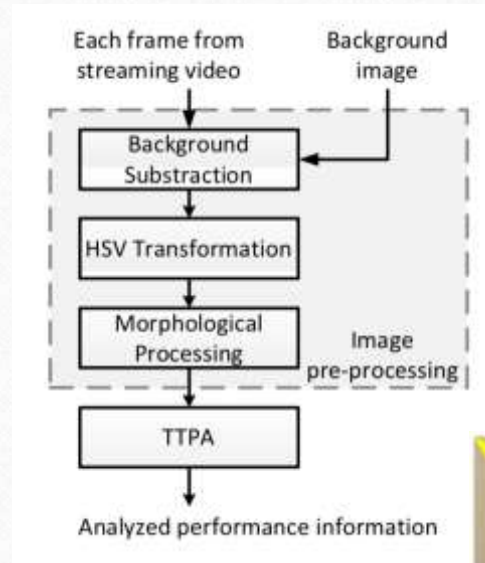 Each frame from
streaming video
Background
image
Background
Substraction
HSV Transformation
Morphological
Processing
Image
pre-processing
TTPA
Analyzed performance information